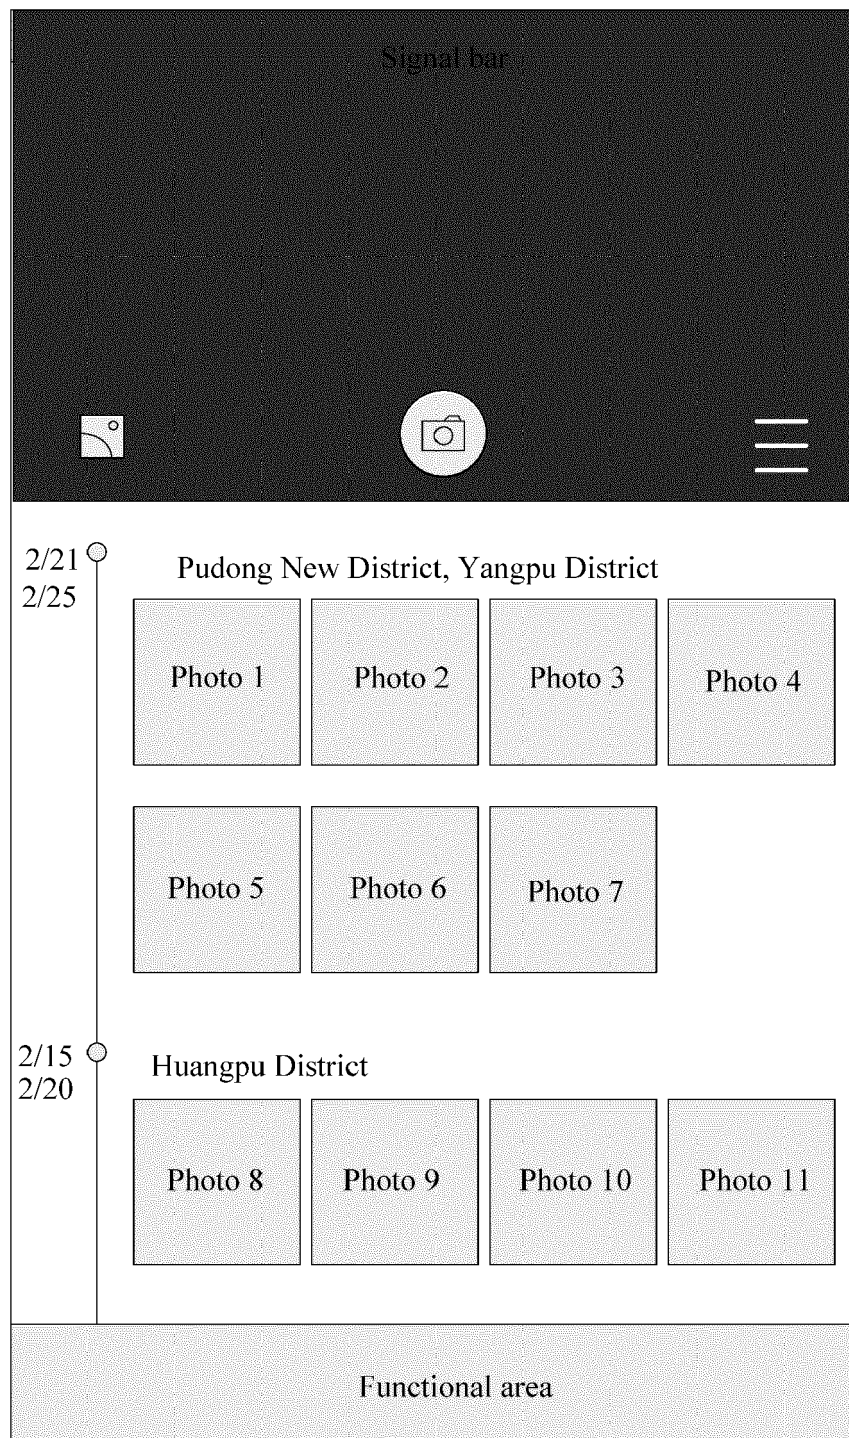 Signal bar
2/21
Pudong New District, Yangpu District
2/25
Photo 1
Photo 2
Photo 3
Photo 4
Photo 5
Photo 6
Photo 7
2/15
Huangpu District
2/20
Photo 8
Photo 9
Photo 10
Photo 11
Functional area